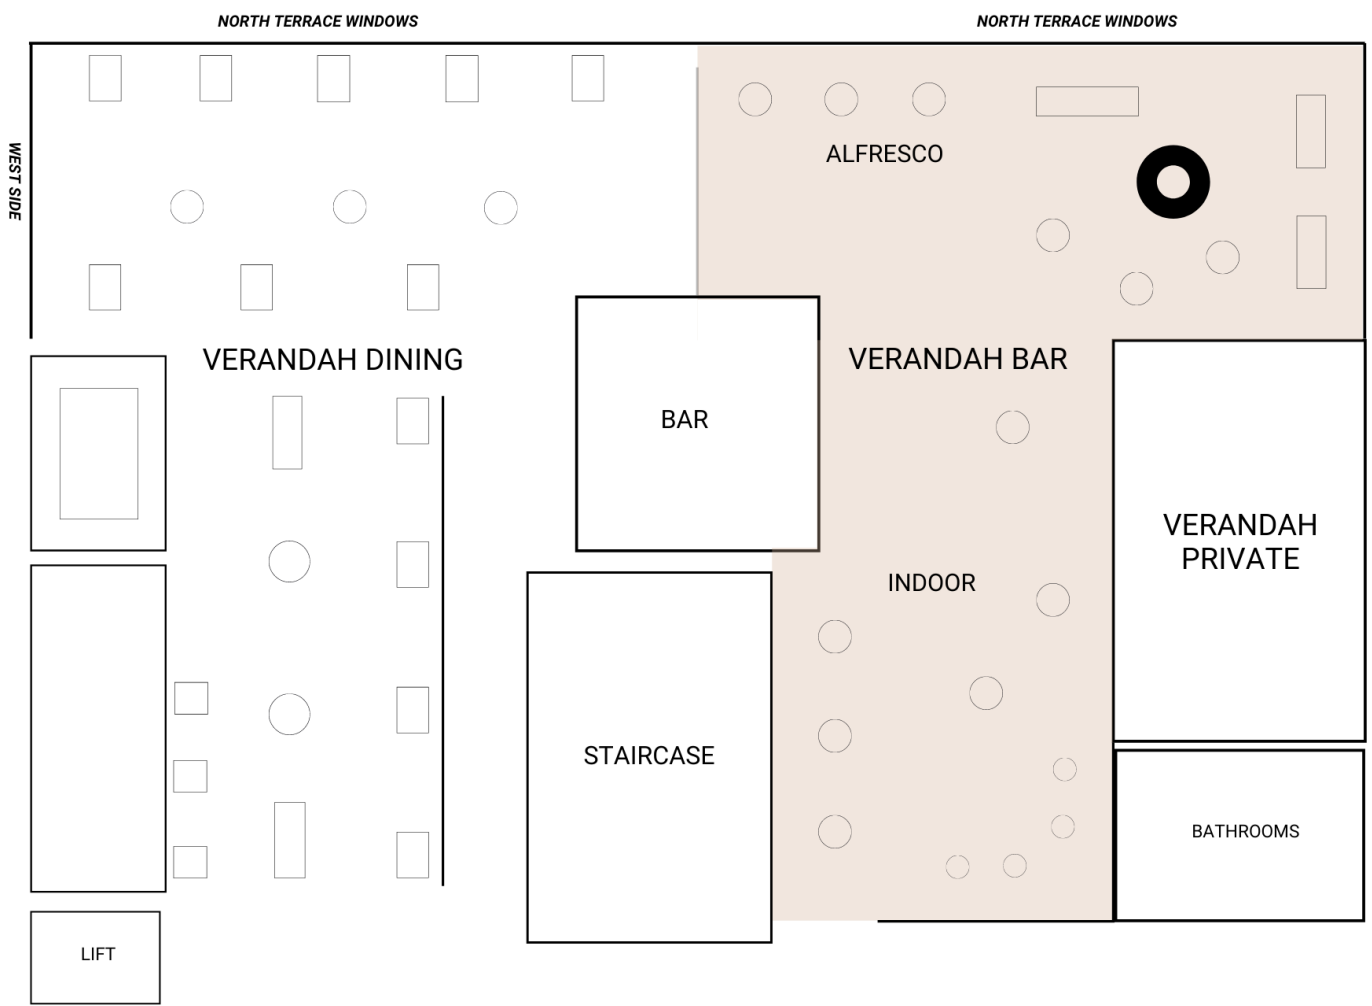 NORTH TERRACE WINDOWS
NORTH TERRACE WINDOWS
WEST SIDE
ALFRESCO
VERANDAH DINING
VERANDAH BAR
BAR
VERANDAH
PRIVATE
INDOOR
STAIRCASE
BATHROOMS
LIFT